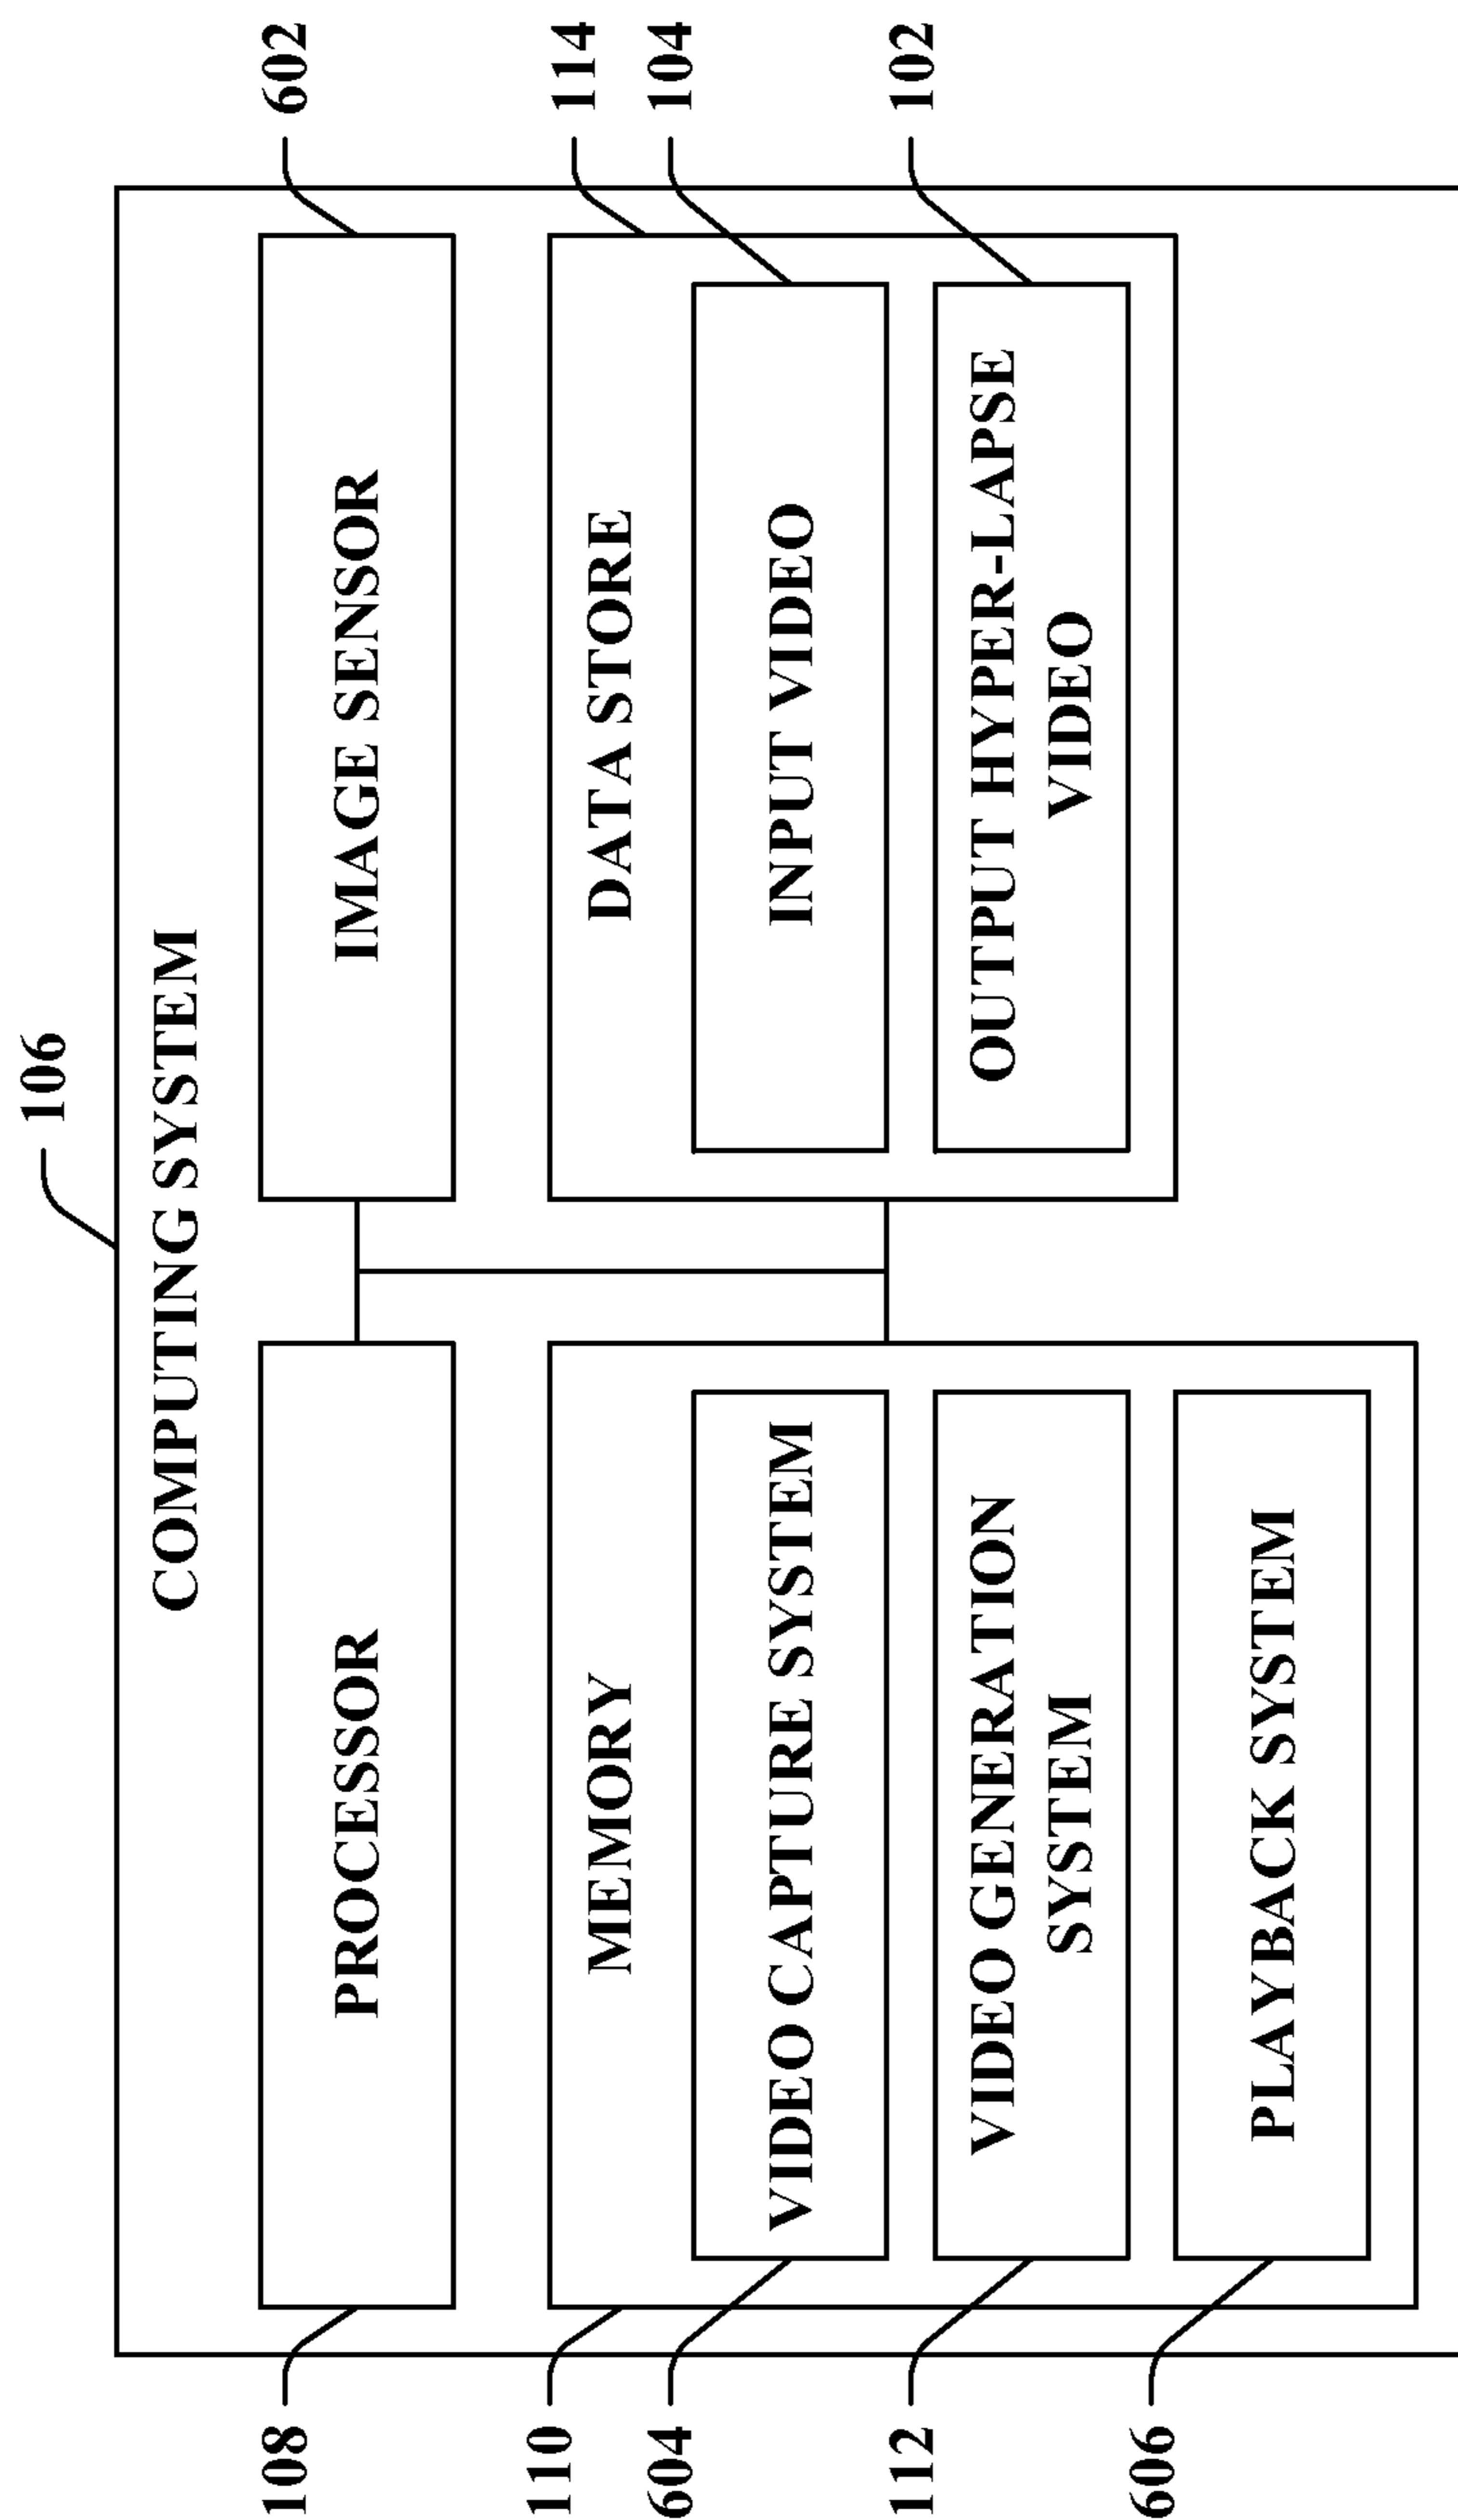 106
COMPUTING SYSTEM
108
PROCESSOR
IMAGE SENSOR
602
110
MEMORY
604
VIDEO CAPTURE SYSTEM
112
VIDEO GENERATION
SYSTEM
606
PLAYBACK SYSTEM
114
DATA STORE
104
INPUT VIDEO
102
OUTPUT HYPER-LAPSE
VIDEO